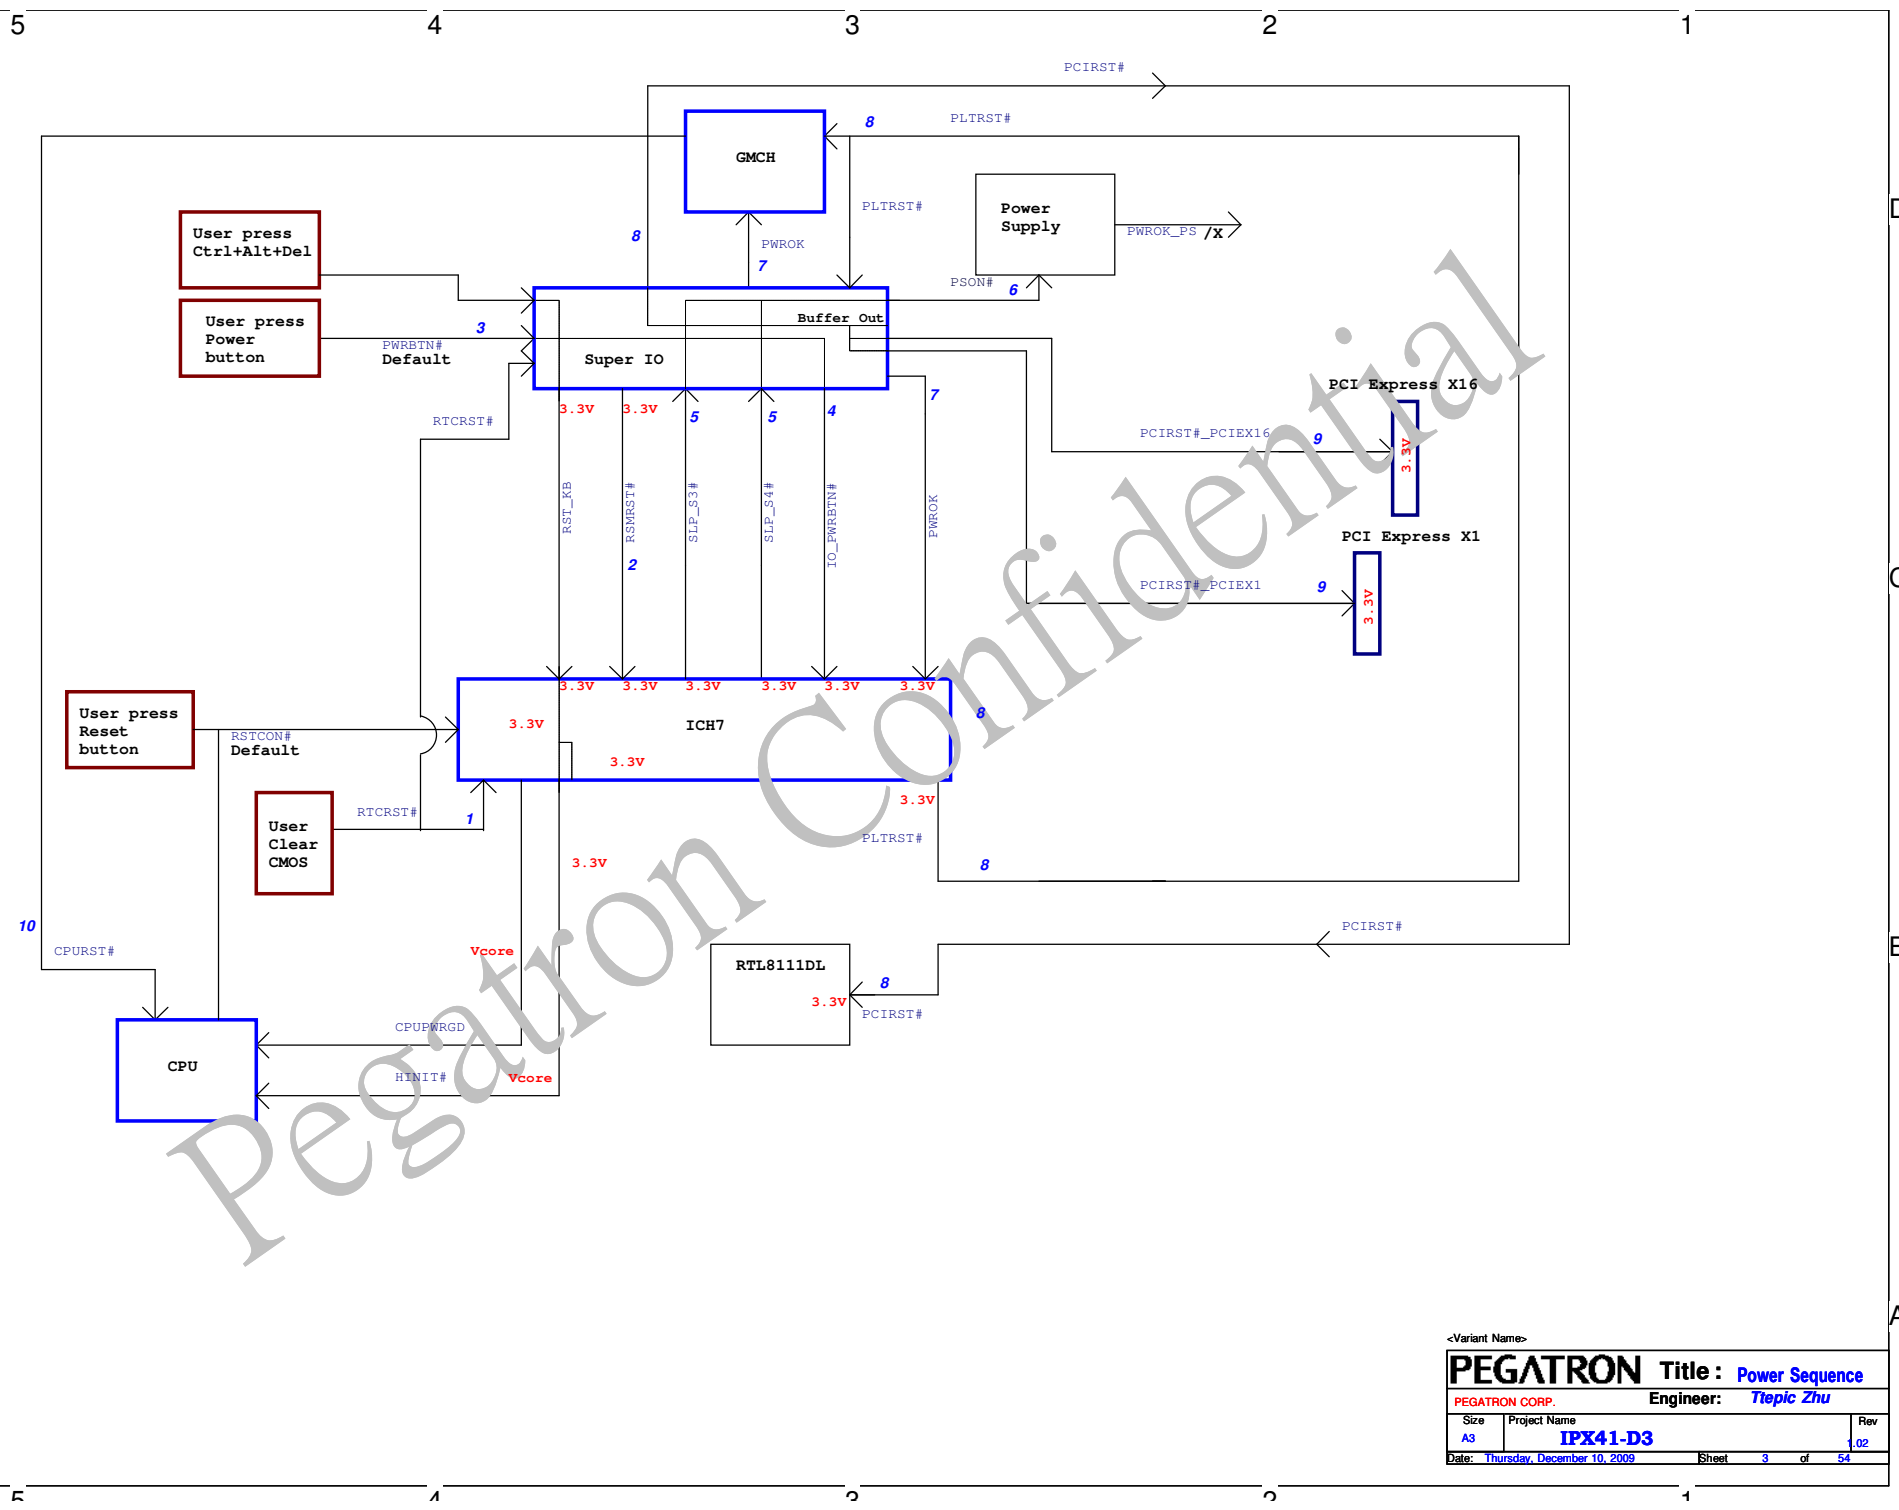 5
4
3
2
1
PCIRST#
8
PLTRST#
GMCH
D
Power
Supply
PLTRST#
PWROK_PS /X
User press
Ctrl+Alt+Del
8
PWROK
7
PSON#
6
User press
Power
button
3
PWRBTN#
Default
Buffer Out
Super IO
PCI Express X16
3.3V
3.3V
5
5
4
7
RTCRST#
PCIRST#_PCIEX16
9
3.3V
RST_KB
RSMRST#
SLP_S3#
SLP_S4#
IO_PWRBTN#
PWROK
2
PCI Express X1
C
PCIRST#_PCIEX1
9
3.3V
3.3V
3.3V
3.3V
3.3V
3.3V
3.3V
User press
Reset
button
RSTCON#
Default
3.3V
ICH7
8
3.3V
3.3V
User
Clear
CMOS
RTCRST#
1
PLTRST#
3.3V
8
10
CPURST#
Vcore
PCIRST#
B
RTL8111DL
3.3V
8
PCIRST#
CPU
CPUPWRGD
HINIT#
Vcore
Pegatron Confidential
A
<Variant Name>
PEGATRON Title : Power Sequence
PEGATRON CORP. Engineer: Ttepic Zhu
Size Project Name Rev
A3 IPX41-D3 1.02
Date: Thursday, December 10, 2009 Sheet 3 of 54
5
4
3
2
1